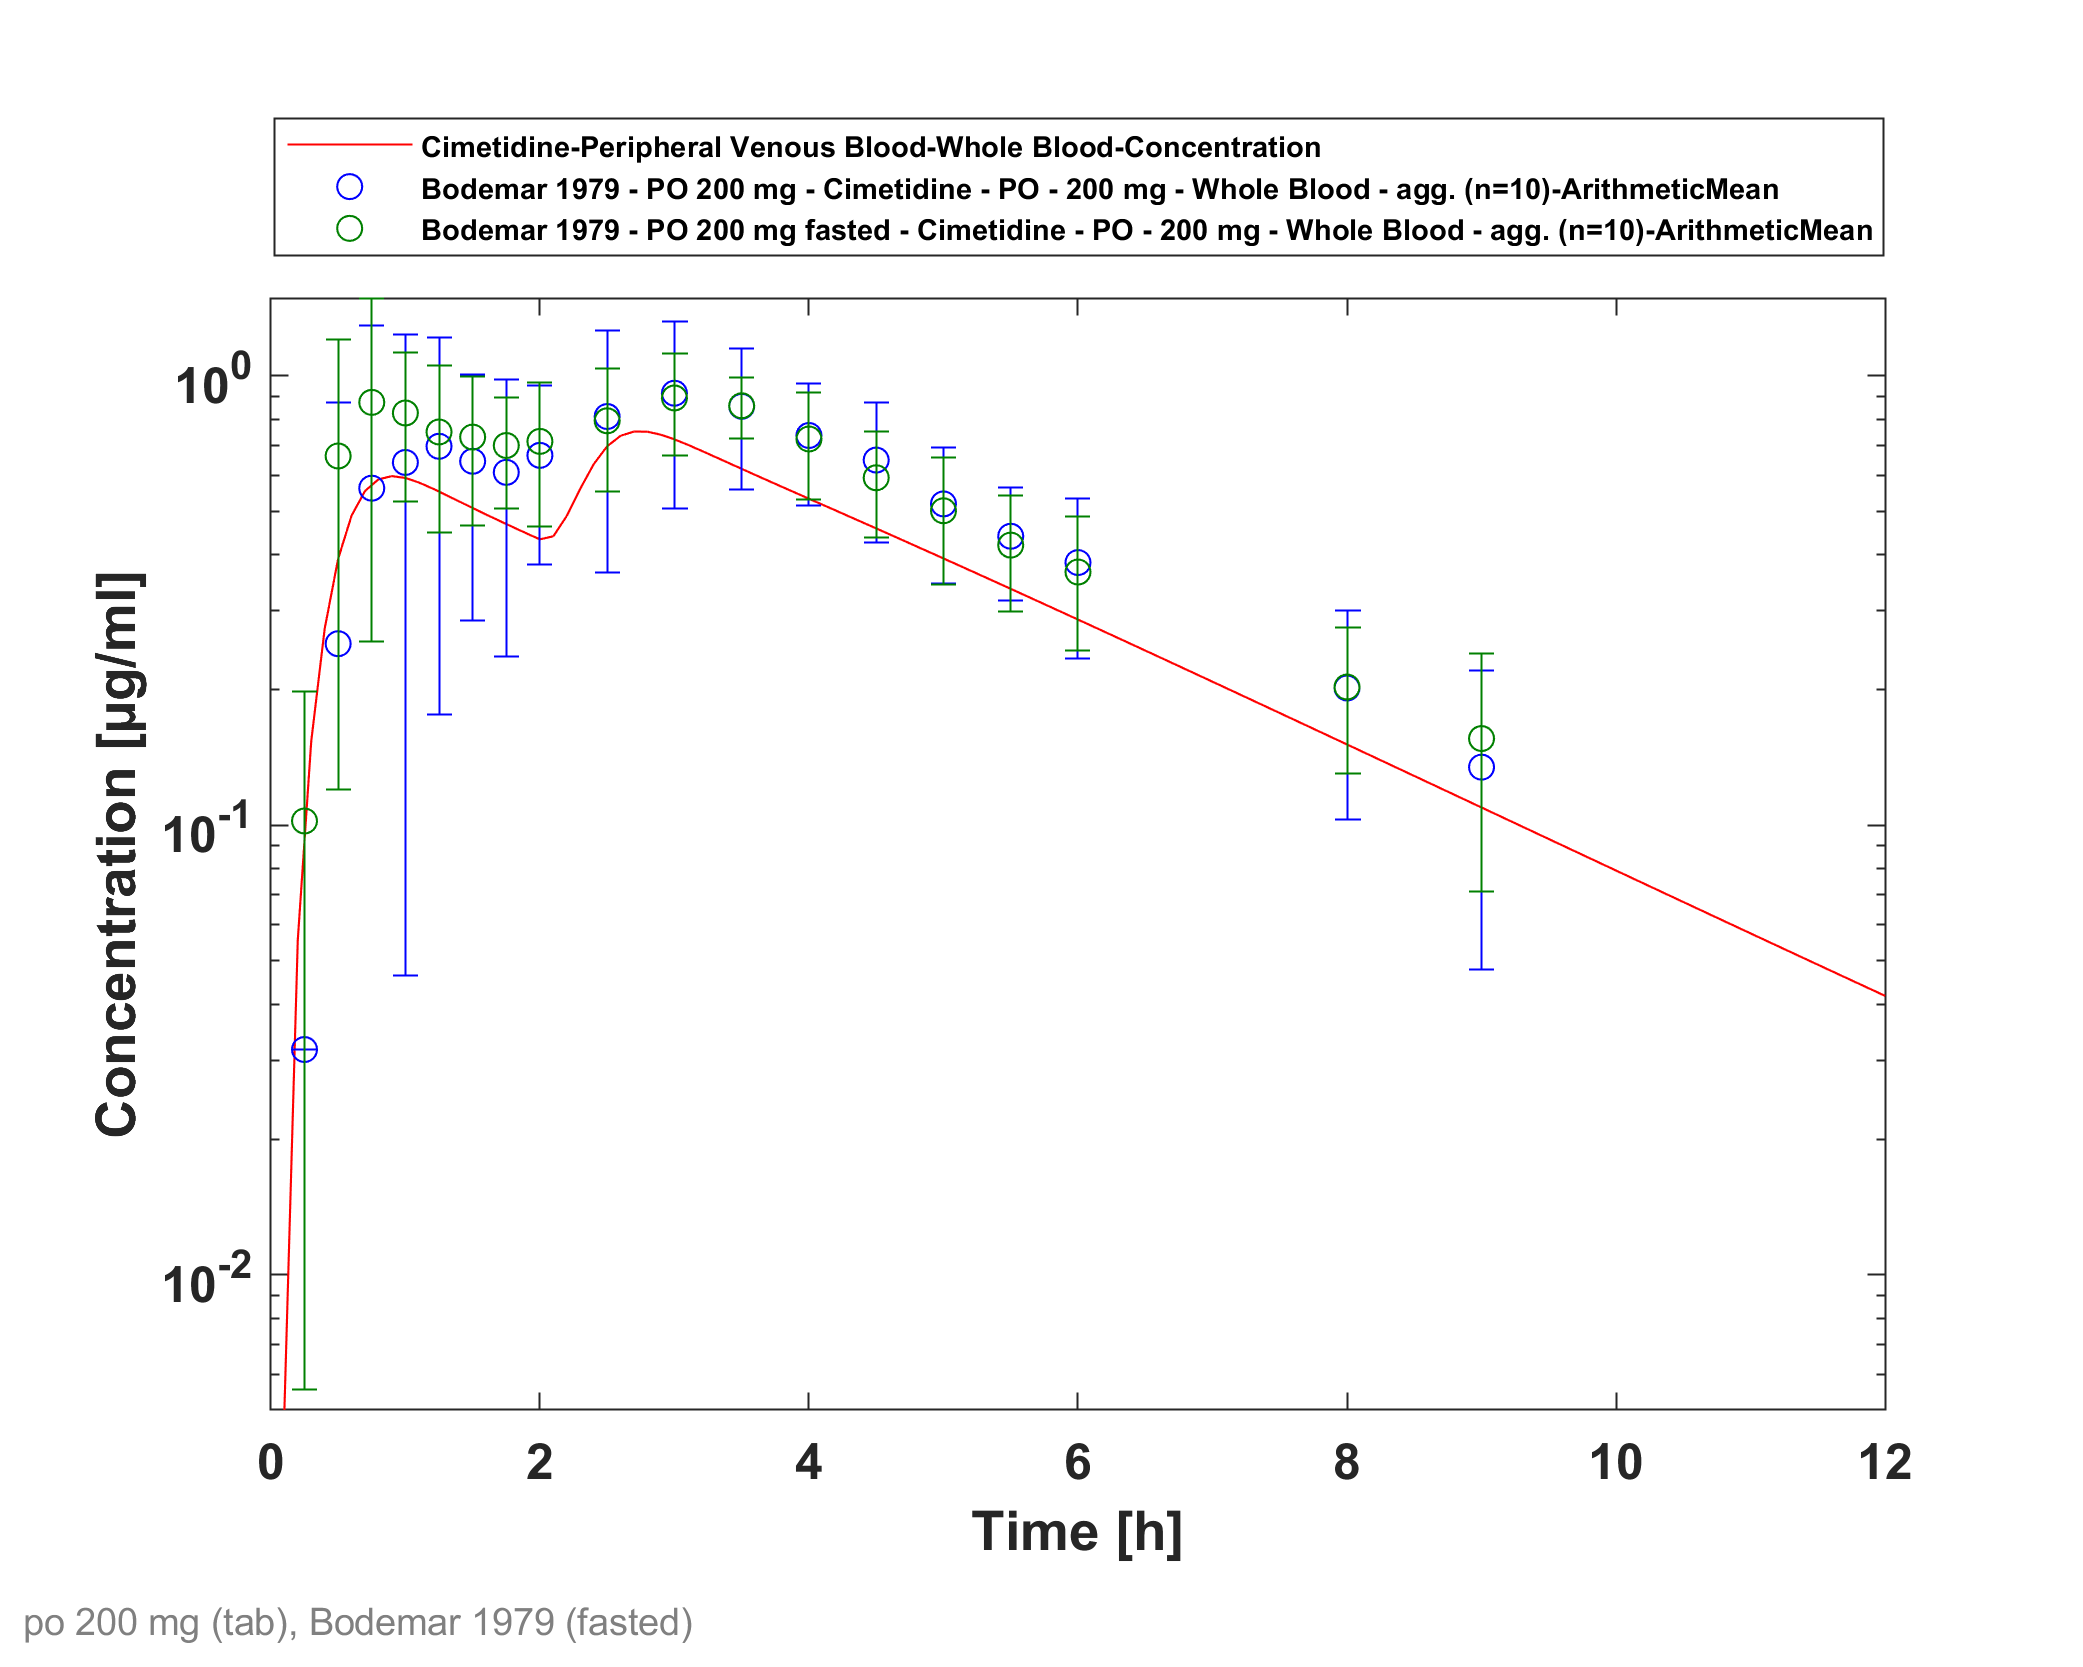 Cimetidine-Peripheral Venous Blood-Whole Blood-Concentration
Bodemar 1979 - PO 200 mg - Cimetidine - PO - 200 mg - Whole Blood - agg. (n=10)-ArithmeticMean
Bodemar 1979 - PO 200 mg fasted - Cimetidine - PO - 200 mg - Whole Blood - agg. (n=10)-ArithmeticMean
10^0
10^-1
10^-2
Concentration [µg/ml]
0 2 4 6 8 10 12
Time [h]
po 200 mg (tab), Bodemar 1979 (fasted)